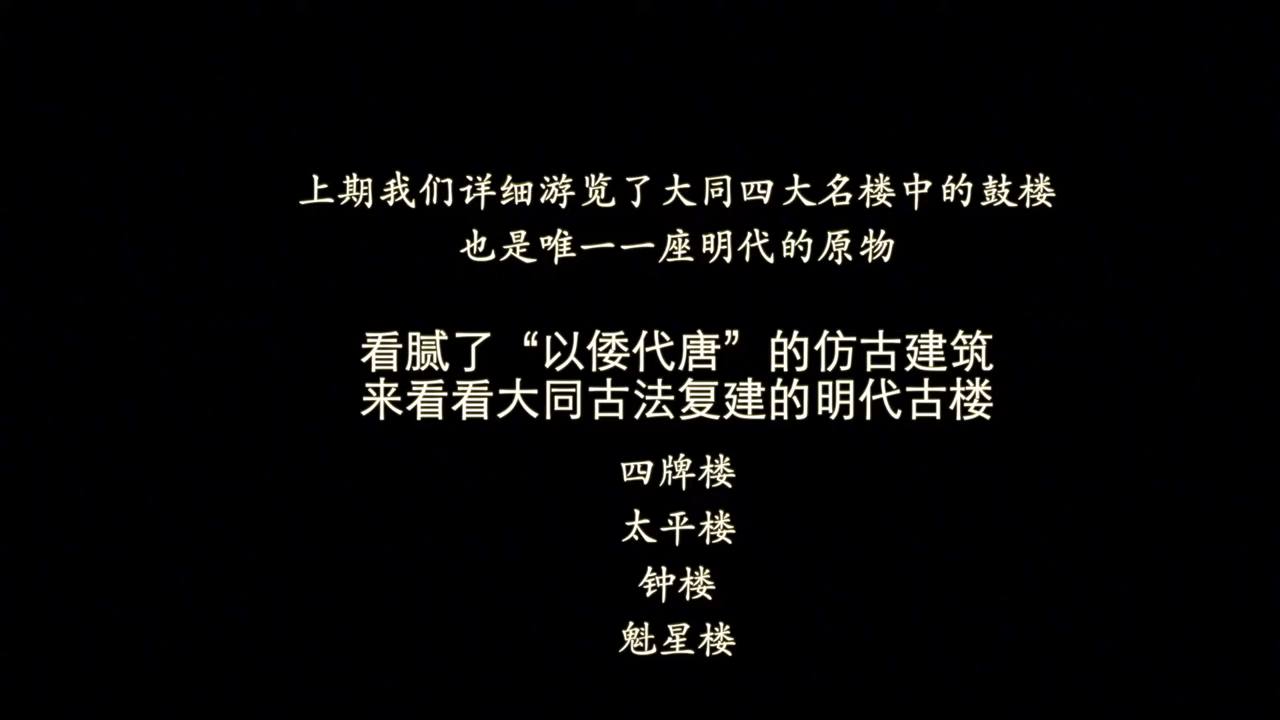 上期我们详细游览了大同四大名楼中的鼓楼
也是唯一一座明代的原物
看腻了“以倭代唐”的仿古建筑
来看看大同古法复建的明代古楼
四牌楼
太平楼
钟楼
魁星楼